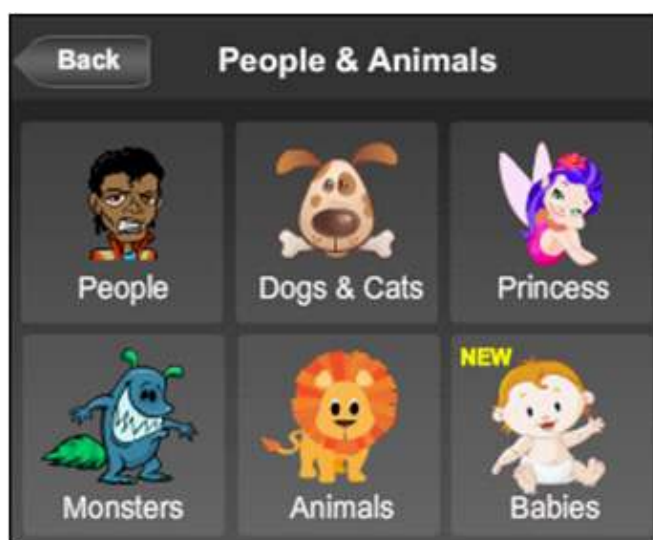 Back
People & Animals
People
Dogs & Cats
Princess
Monsters
Animals
NEW
Babies